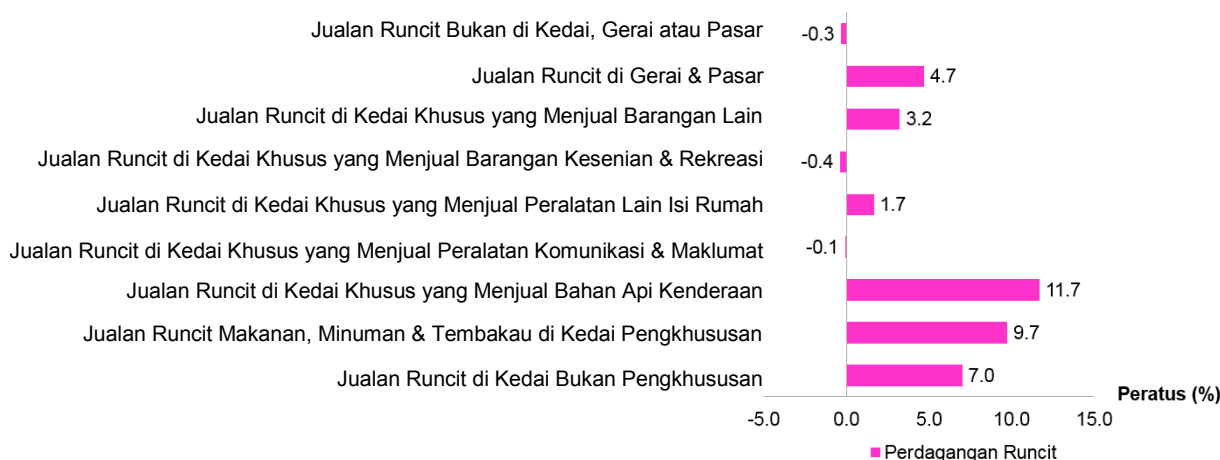 Jualan Runcit Bukan di Kedai, Gerai atau Pasar -0.3
Jualan Runcit di Gerai & Pasar 4.7
Jualan Runcit di Kedai Khusus yang Menjual Barangan Lain 3.2
Jualan Runcit di Kedai Khusus yang Menjual Barangan Kesenian & Rekreasi -0.4
Jualan Runcit di Kedai Khusus yang Menjual Peralatan Lain Isi Rumah 1.7
Jualan Runcit di Kedai Khusus yang Menjual Peralatan Komunikasi & Maklumat -0.1
Jualan Runcit di Kedai Khusus yang Menjual Bahan Api Kenderaan 11.7
Jualan Runcit Makanan, Minuman & Tembakau di Kedai Pengkhususan 9.7
Jualan Runcit di Kedai Bukan Pengkhususan 7.0
Peratus (%)
-5.0 0.0 5.0 10.0 15.0
Perdagangan Runcit